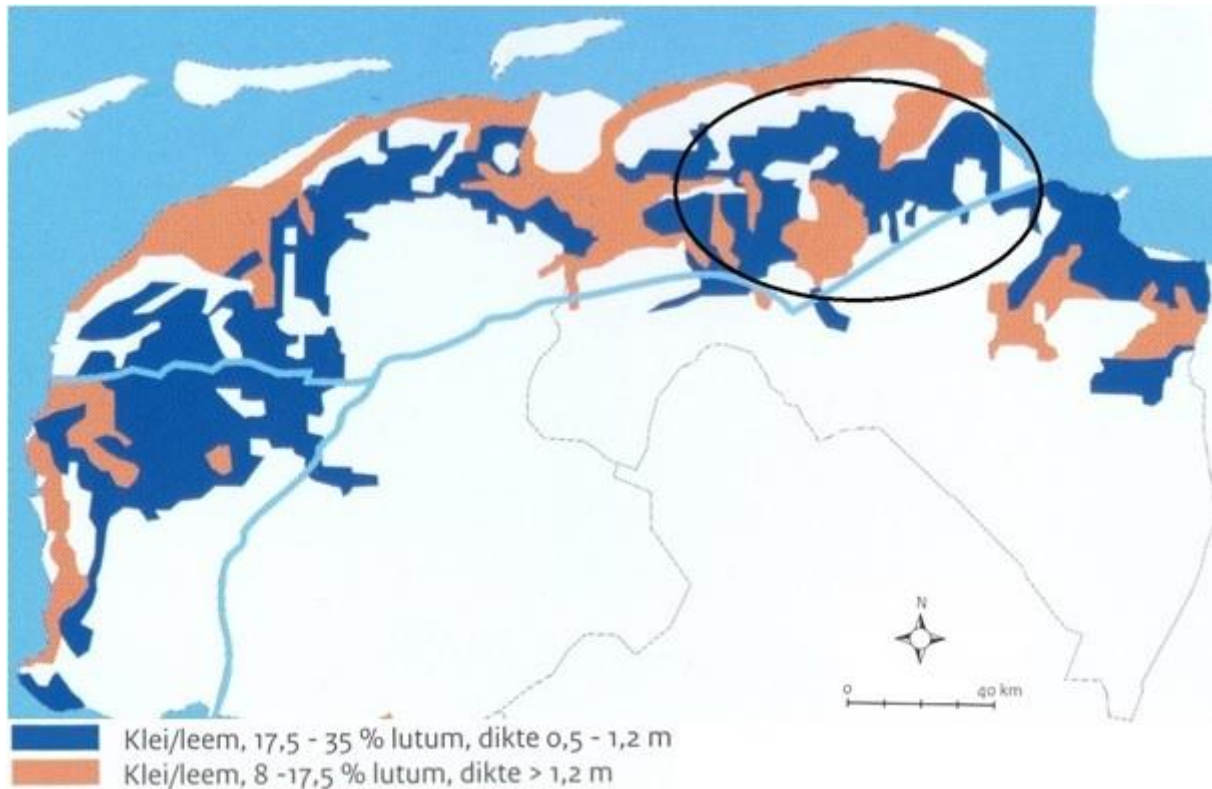 N
0 40 km
Klei/leem, 17,5 - 35 % lutum, dikte 0,5 - 1,2 m
Klei/leem, 8 -17,5 % lutum, dikte > 1,2 m